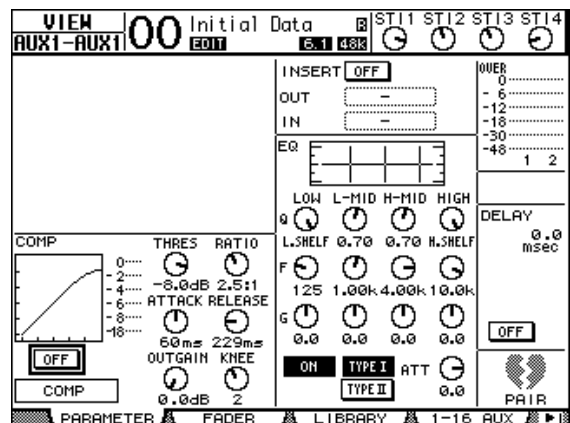 VIEW
AUX1-AUX1
00
Initial Data
EDIT
R
6.1 48K
STI1 STI2 STI3 STI4
INSERT OFF
OUT -
IN -
OVER
0
- 6
-12
-18
-30
-48
1 2
EQ
LOW L-MID H-MID HIGH
Q
L.SHELF 0.70 0.70 H.SHELF
F
125 1.00k 4.00k 10.0k
G
0.0 0.0 0.0 0.0
ON TYPE I ATT
TYPE II 0.0
DELAY
0.0
msec
OFF
PAIR
COMP
0
- 2
- 4
- 6
- 8
-18
THRES RATIO
-8.0dB 2.5:1
ATTACK RELEASE
60ms 229ms
OUTGAIN KNEE
0.0dB 2
OFF
COMP
PARAMETER FADER LIBRARY 1-16 AUX